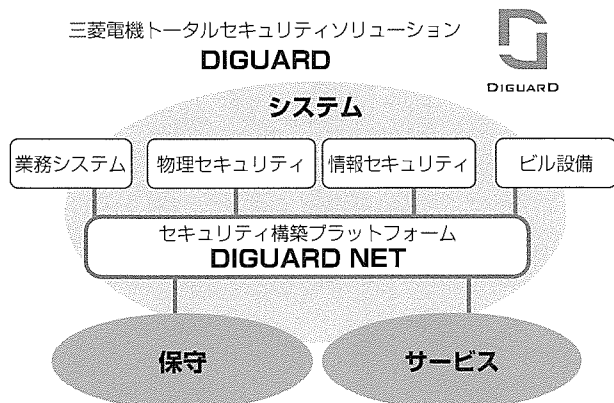 三菱電機トータルセキュリティソリューション
DIGUARD
DIGUARD
システム
業務システム
物理セキュリティ
情報セキュリティ
ビル設備
セキュリティ構築プラットフォーム
DIGUARD NET
保守
サービス